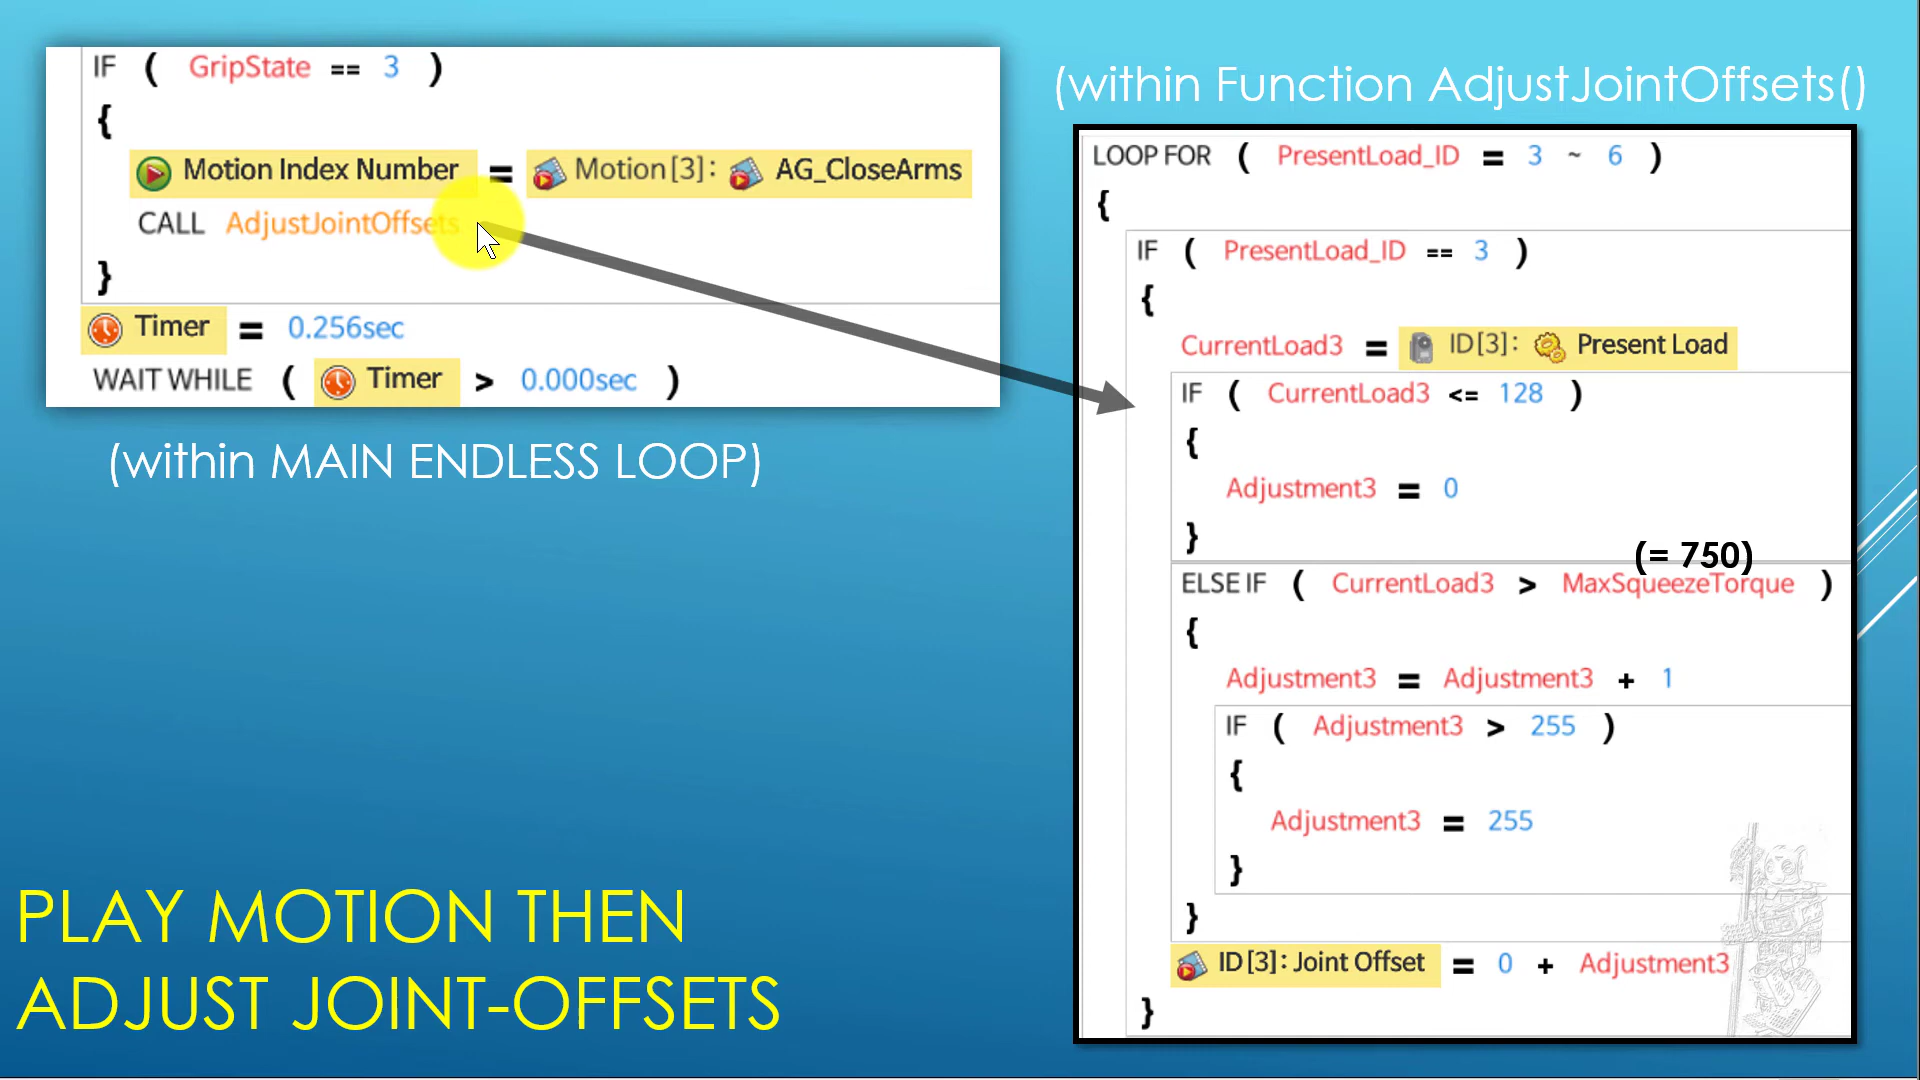 IF ( GripState == 3 )
{
Motion Index Number = Motion[3]: AG_CloseArms
CALL AdjustJointOffsets
}
Timer = 0.256sec
WAIT WHILE ( Timer > 0.000sec )
(within MAIN ENDLESS LOOP)
PLAY MOTION THEN
ADJUST JOINT-OFFSETS
(within Function AdjustJointOffsets()
LOOP FOR ( PresentLoad_ID = 3 ~ 6 )
{
IF ( PresentLoad_ID == 3 )
{
CurrentLoad3 = ID[3]: Present Load
IF ( CurrentLoad3 <= 128 )
{
Adjustment3 = 0
}
(= 750)
ELSE IF ( CurrentLoad3 > MaxSqueezeTorque )
{
Adjustment3 = Adjustment3 + 1
IF ( Adjustment3 > 255 )
{
Adjustment3 = 255
}
}
ID[3]: Joint Offset = 0 + Adjustment3
}